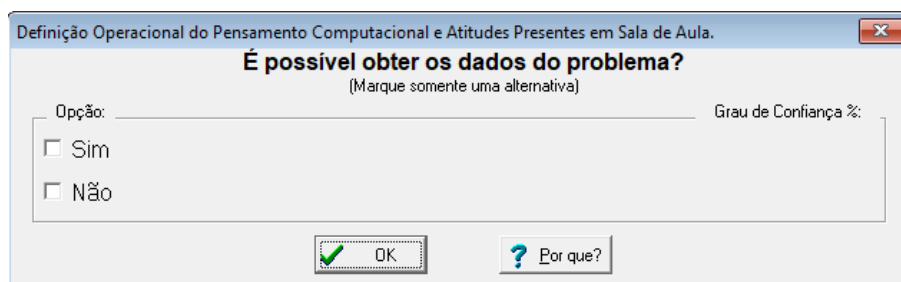 Definição Operacional do Pensamento Computacional e Atitudes Presentes em Sala de Aula.
É possível obter os dados do problema?
(Marque somente uma alternativa)
Opção: Grau de Confiança %:
Sim
Não
OK Por que?